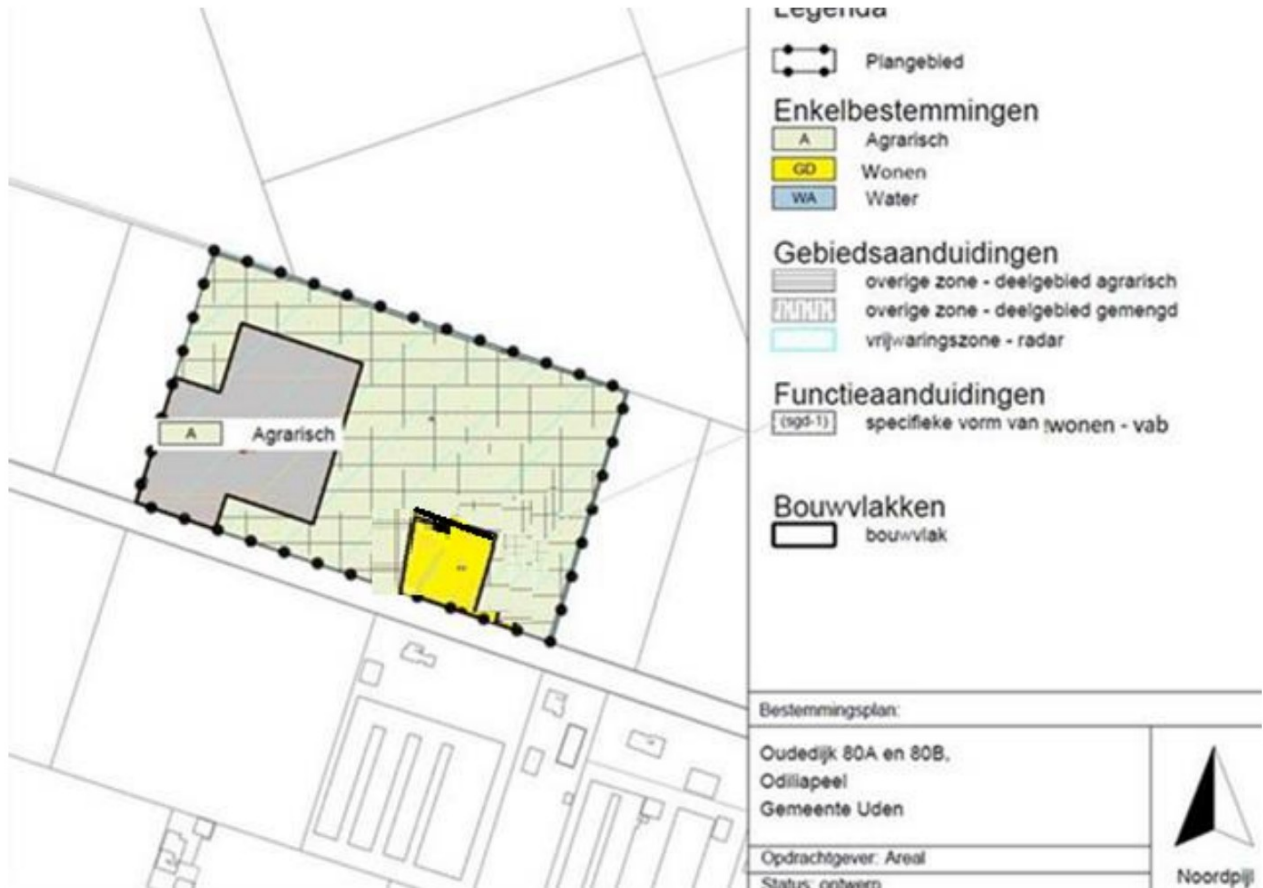 Legenda
Plangebied
Enkelbestemmingen
A Agrarisch
GD Wonen
WA Water
Gebiedsaanduidingen
overige zone - deelgebied agrarisch
overige zone - deelgebied gemengd
vrijwaringszone - radar
Functieaanduidingen
(sgd-1) specifieke vorm van wonen - vab
Bouwvlakken
bouwvlak
A Agrarisch
Bestemmingsplan:
Oudedijk 80A en 80B,
Odiliapeel
Gemeente Uden
Opdrachtgever: Areal
Status: ontwerp
Noordpijl